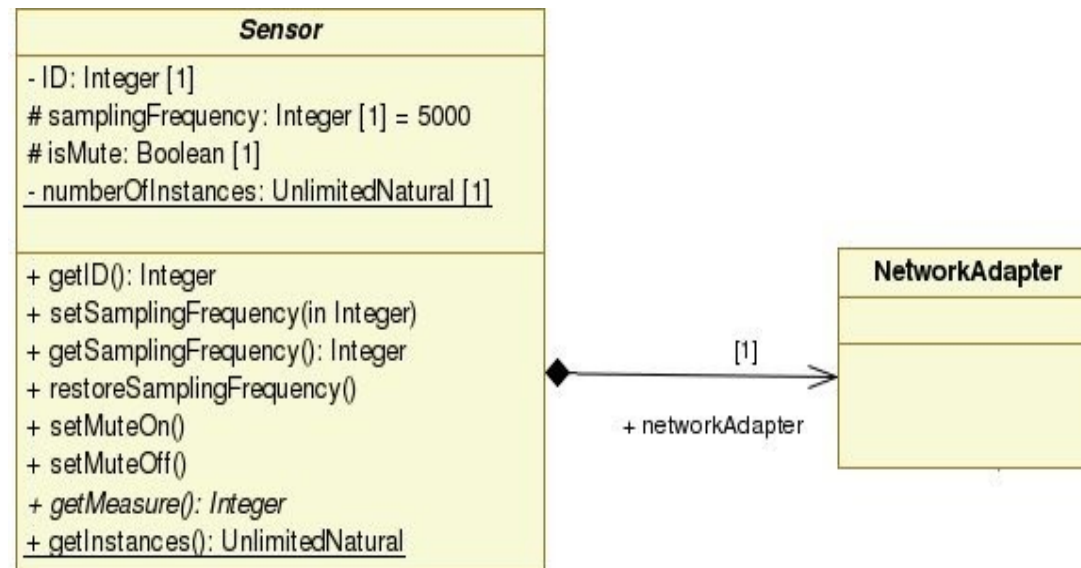 Sensor
- ID: Integer [1]
# samplingFrequency: Integer [1] = 5000
# isMute: Boolean [1]
- numberOfInstances: UnlimitedNatural [1]
+ getID(): Integer
+ setSamplingFrequency(in Integer)
+ getSamplingFrequency(): Integer
+ restoreSamplingFrequency()
+ setMuteOn()
+ setMuteOff()
+ getMeasure(): Integer
+ getInstances(): UnlimitedNatural
[1]
+ networkAdapter
NetworkAdapter